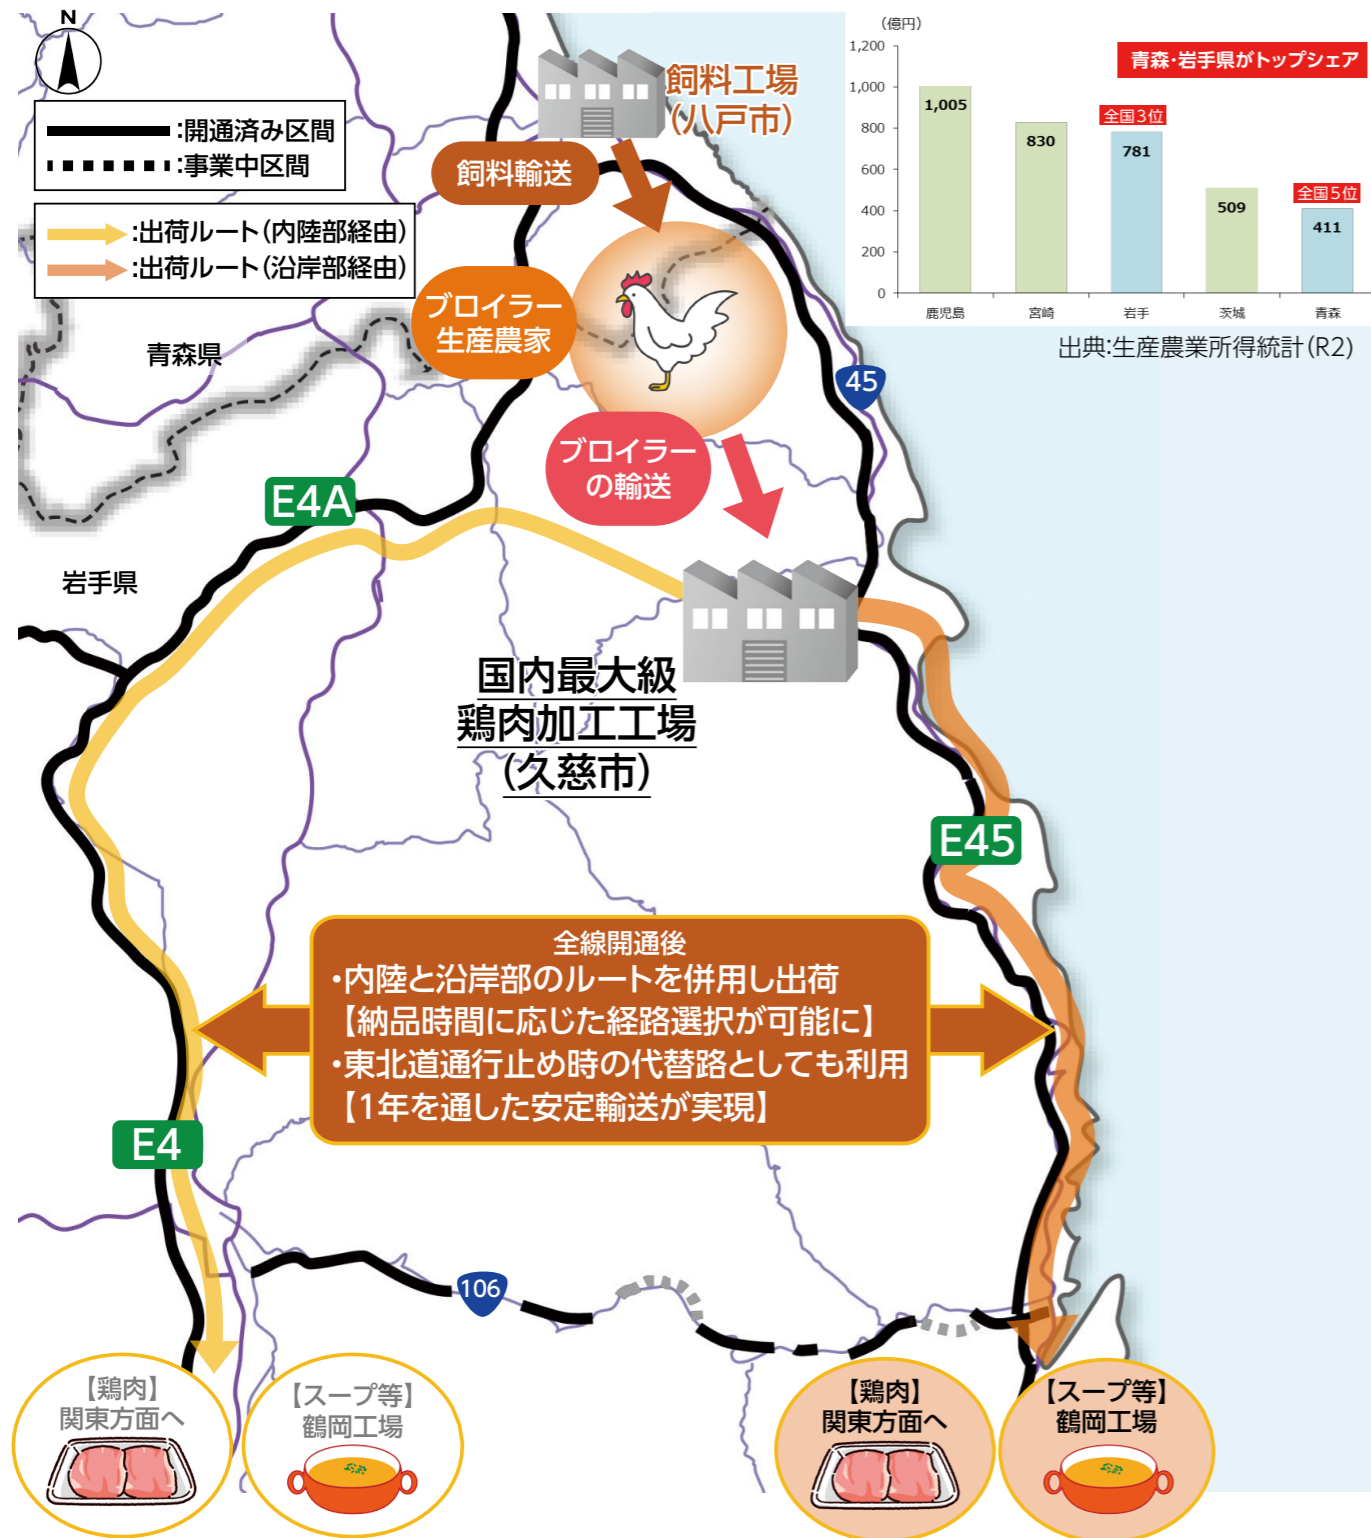 N
:開通済み区間
:事業中区間
:出荷ルート(内陸部経由)
:出荷ルート(沿岸部経由)
飼料工場
(八戸市)
飼料輸送
ブロイラー
生産農家
ブロイラー
の輸送
(億円)
1,200
1,000
800
600
400
200
0
青森・岩手県がトップシェア
1,005
830
全国3位
781
509
全国5位
411
鹿児島
宮崎
岩手
茨城
青森
出典:生産農業所得統計(R2)
青森県
45
E4A
岩手県
国内最大級
鶏肉加工工場
(久慈市)
E45
全線開通後
・内陸と沿岸部のルートを併用し出荷
【納品時間に応じた経路選択が可能に】
・東北道通行止め時の代替路としても利用
【1年を通した安定輸送が実現】
E4
106
【鶏肉】
関東方面へ
【スープ等】
鶴岡工場
【鶏肉】
関東方面へ
【スープ等】
鶴岡工場